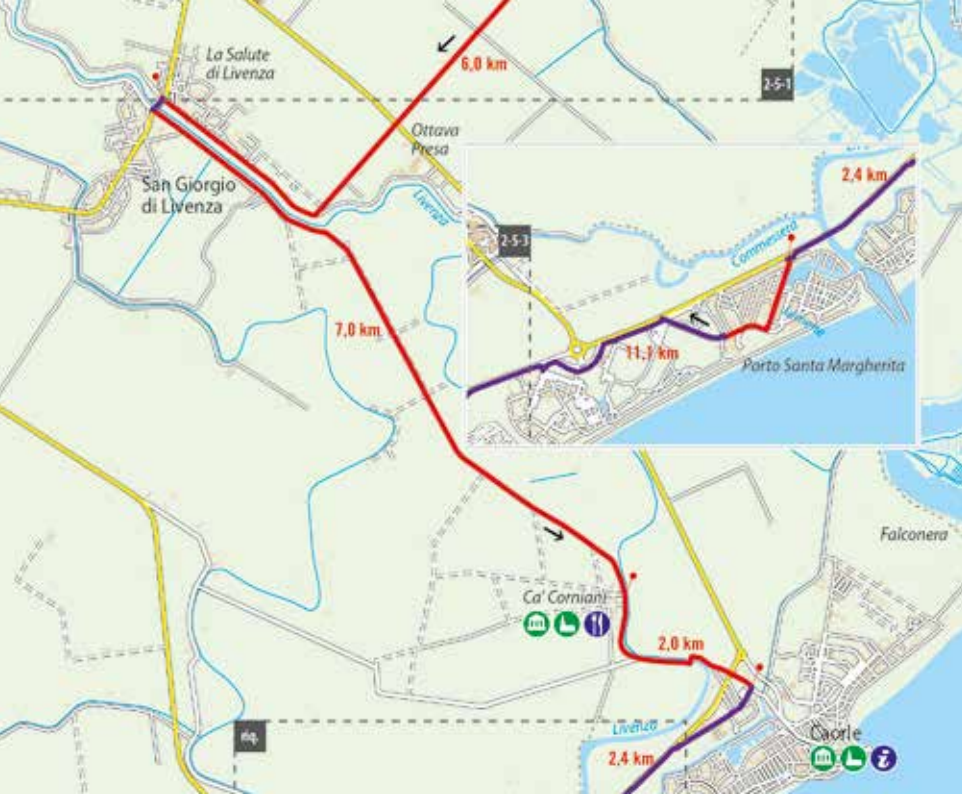 La Salute
di Livenza
6,0 km
2-5-1
Ottava
Presa
San Giorgio
di Livenza
Livenza
2,4 km
2-5-3
Commessera
7,0 km
11,1 km
Porto Santa Margherita
Falconera
Ca' Corniani
2,0 km
Livenza
riq.
2,4 km
Caorle
i